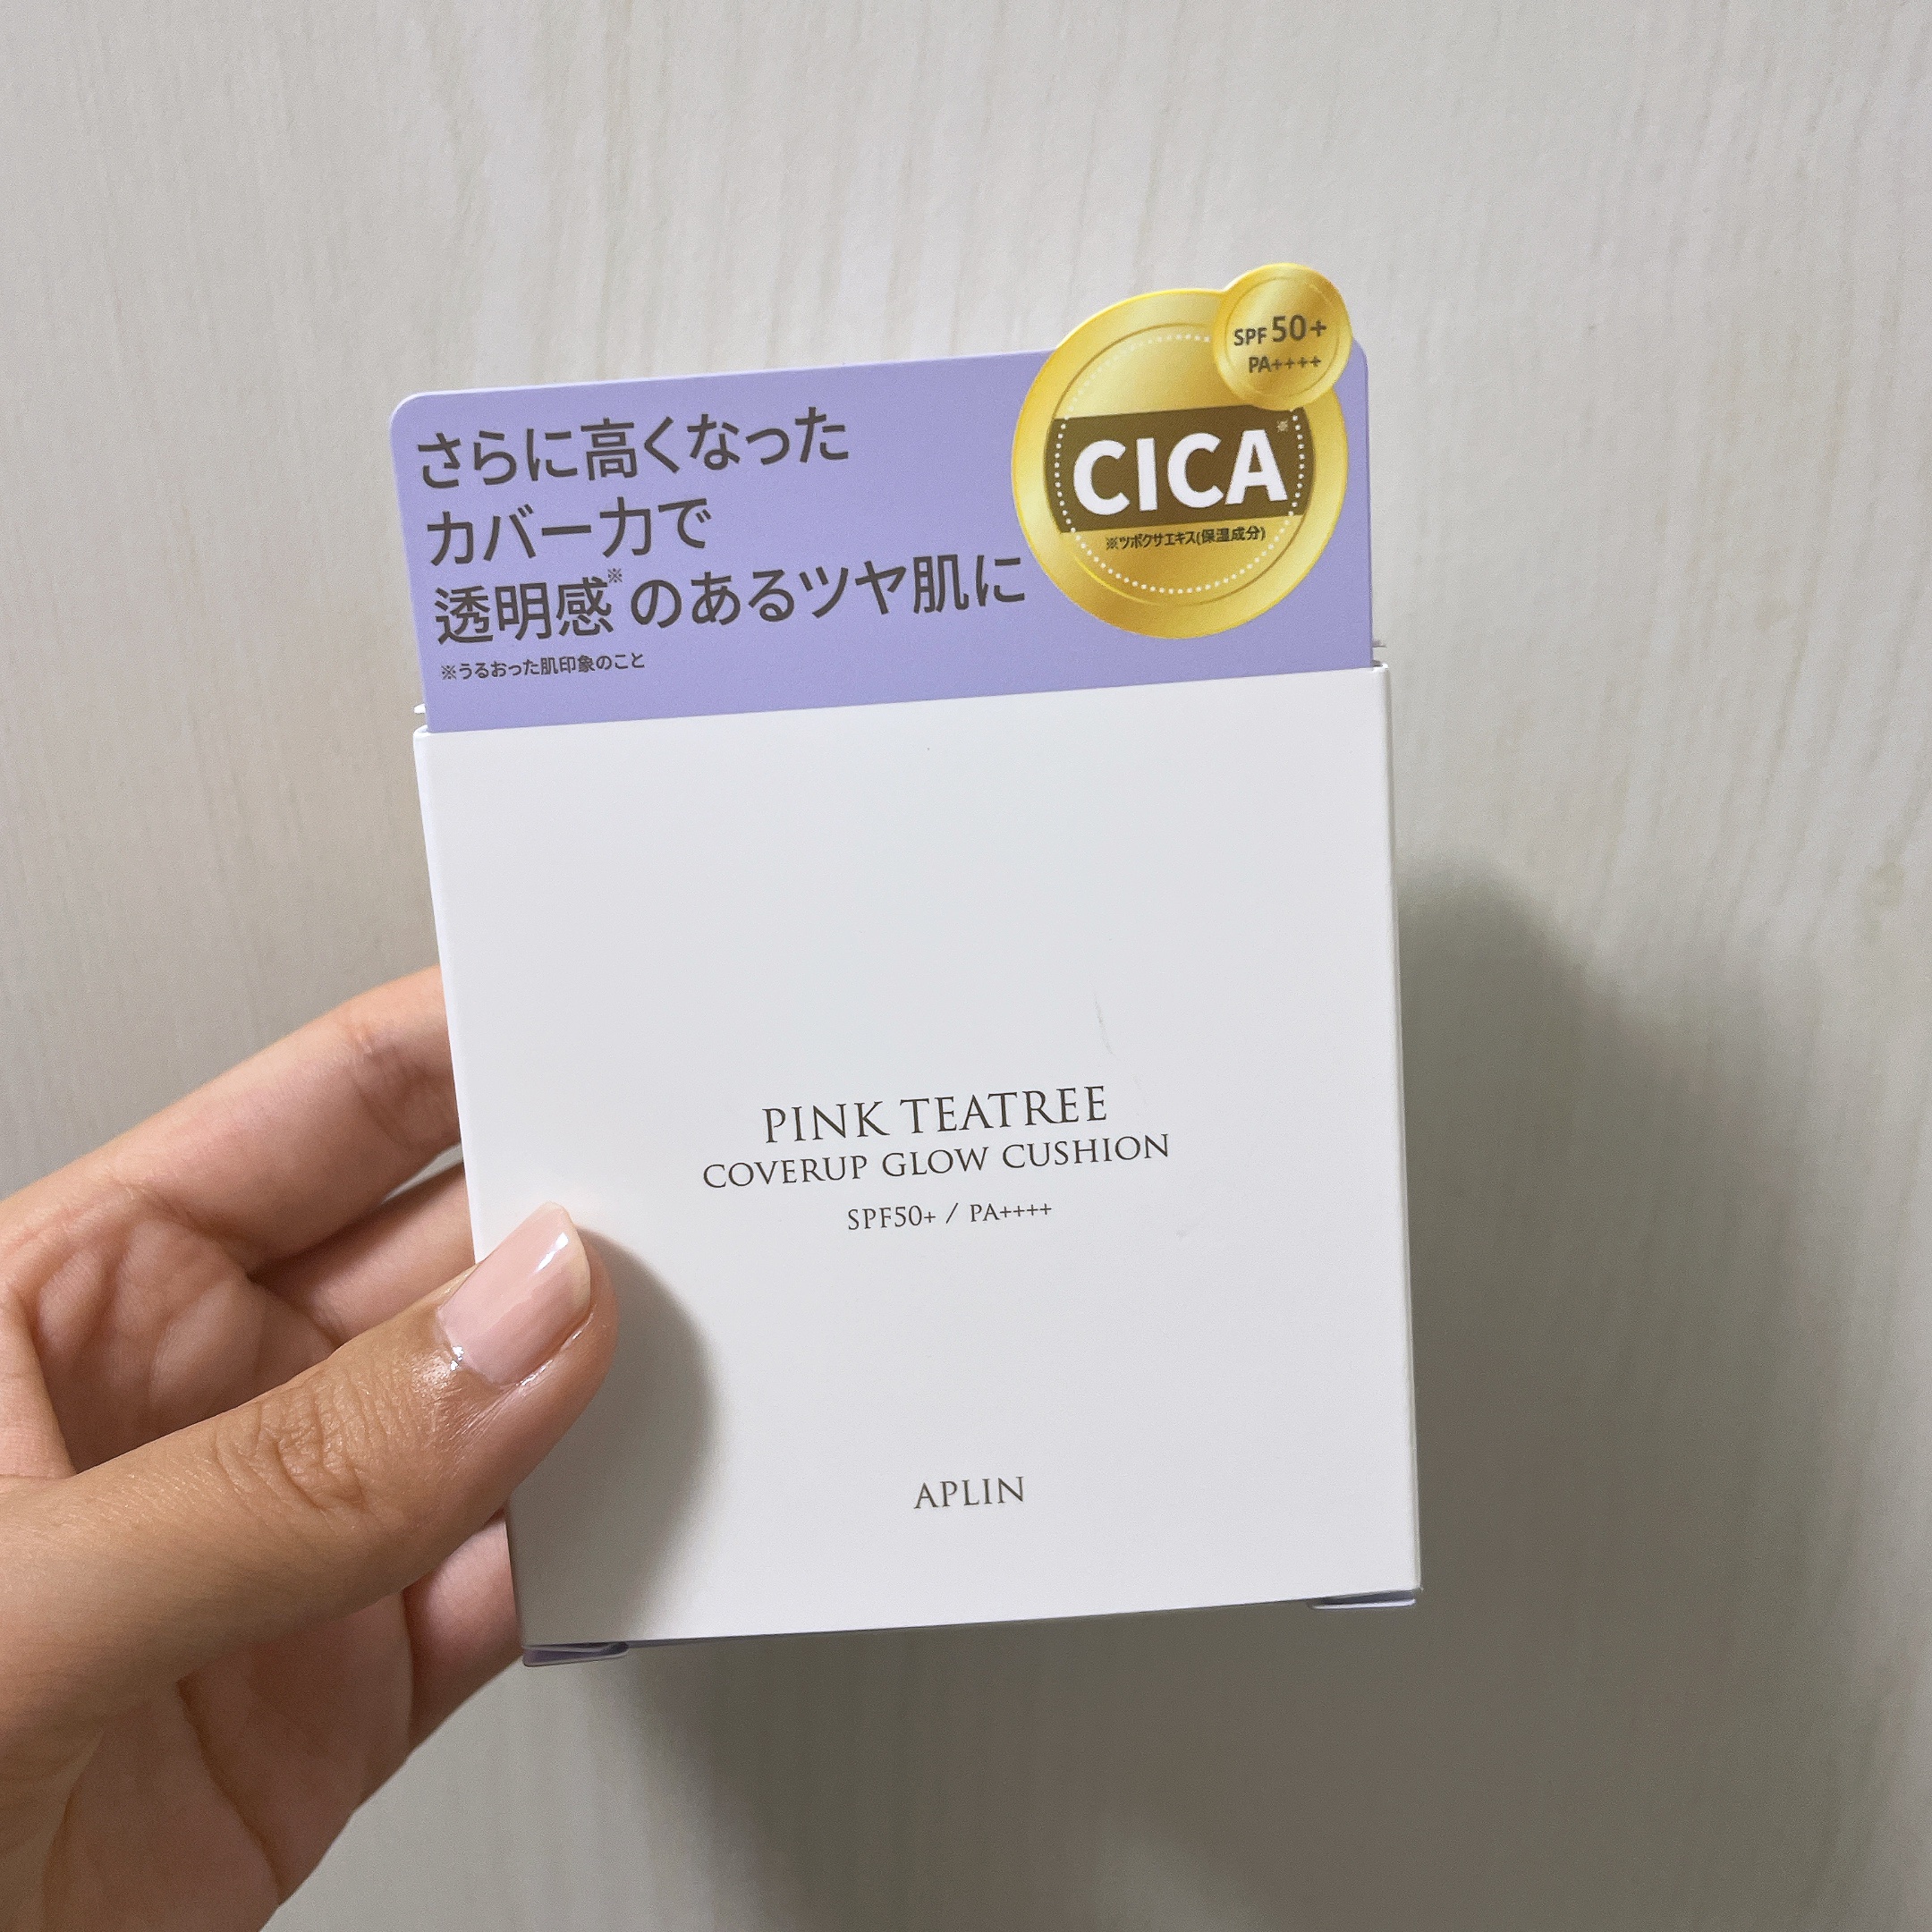 さらに高くなった
カバー力で
透明感※のあるツヤ肌に
※うるおった肌印象のこと
SPF 50+
PA++++
CICA※
※ツボクサエキス(保湿成分)
PINK TEATREE
COVERUP GLOW CUSHION
SPF50+ / PA++++
APLIN